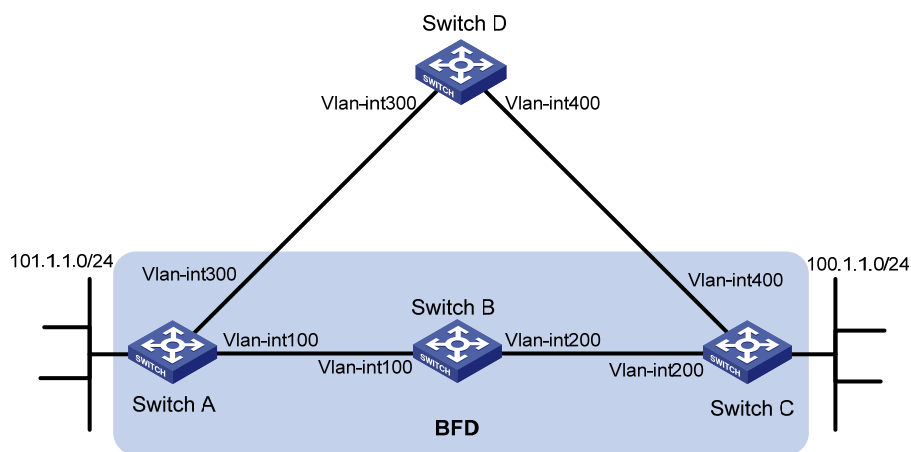 Switch D
SWITCH
Vlan-int300
Vlan-int400
101.1.1.0/24
100.1.1.0/24
Vlan-int300
Vlan-int400
Switch B
Vlan-int100
Vlan-int200
SWITCH
SWITCH
SWITCH
Vlan-int100
Vlan-int200
Switch A
Switch C
BFD